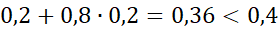 0,2 + 0,8 · 0,2 = 0,36 < 0,4